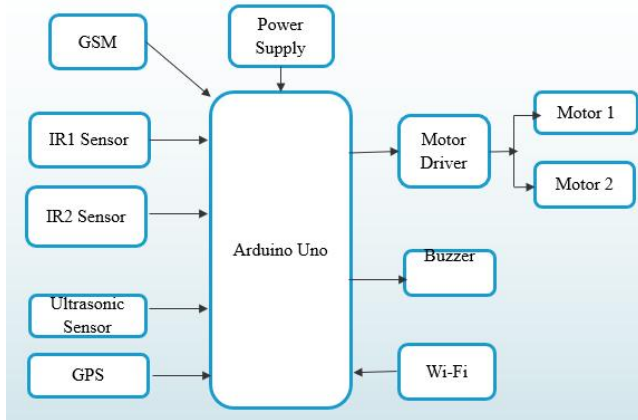 GSM
Power
Supply
IR1 Sensor
IR2 Sensor
Ultrasonic
Sensor
GPS
Arduino Uno
Motor
Driver
Motor 1
Motor 2
Buzzer
Wi-Fi